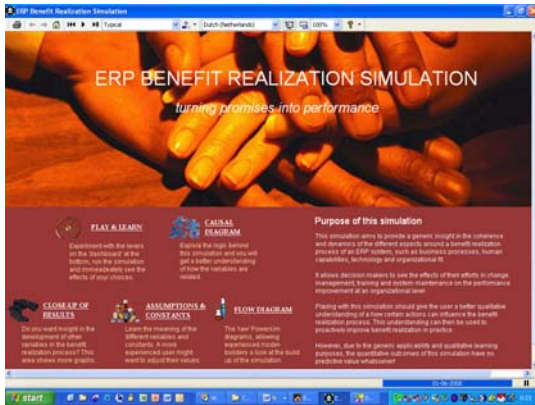 ERP Benefit Realization Simulation
Typical
Dutch (Netherlands)
100%
ERP BENEFIT REALIZATION SIMULATION
turning promises into performance
PLAY & LEARN
Experiment with the levers
on the 'dashboard' at the
bottom, run the simulation
and immeadeately see the
effects of your choices.
CAUSAL
DIAGRAM
Explore the logic behind
this simulation and you will
get a better understanding
of how the variables are
related.
CLOSE-UP OF
RESULTS
Do you want insight in the
development of other
variables in the benefit
realization process? This
area shows more graphs.
ASSUMPTIONS &
CONSTANTS
Learn the meaning of the
different variables and
constants. A more
experienced user might
want to adjust their values.
FLOW DIAGRAM
The 'raw' Powersim
diagrams, allowing
experienced model-
builders a look at the build
up of the simulation.
Purpose of this simulation
This simulation aims to provide a generic insight in the coherence
and dynamics of the different aspects around a benefit realization
process of an ERP system, such as business processes, human
capabilities, technology and organizational fit.
It allows decision makers to see the effects of their efforts in change
management, training and system maintenance on the performance
improvement at an organizational level.
Playing with this simulation should give the user a better qualitative
understanding of how certain actions can influence the benefit
realization process. This understanding can then be used to
proactively improve benefit realization in practice.
However, due to the generic applicability and qualitative learning
purposes, the quantitative outcomes of this simulation have no
predictive value whatsoever!
01-06-2008
start